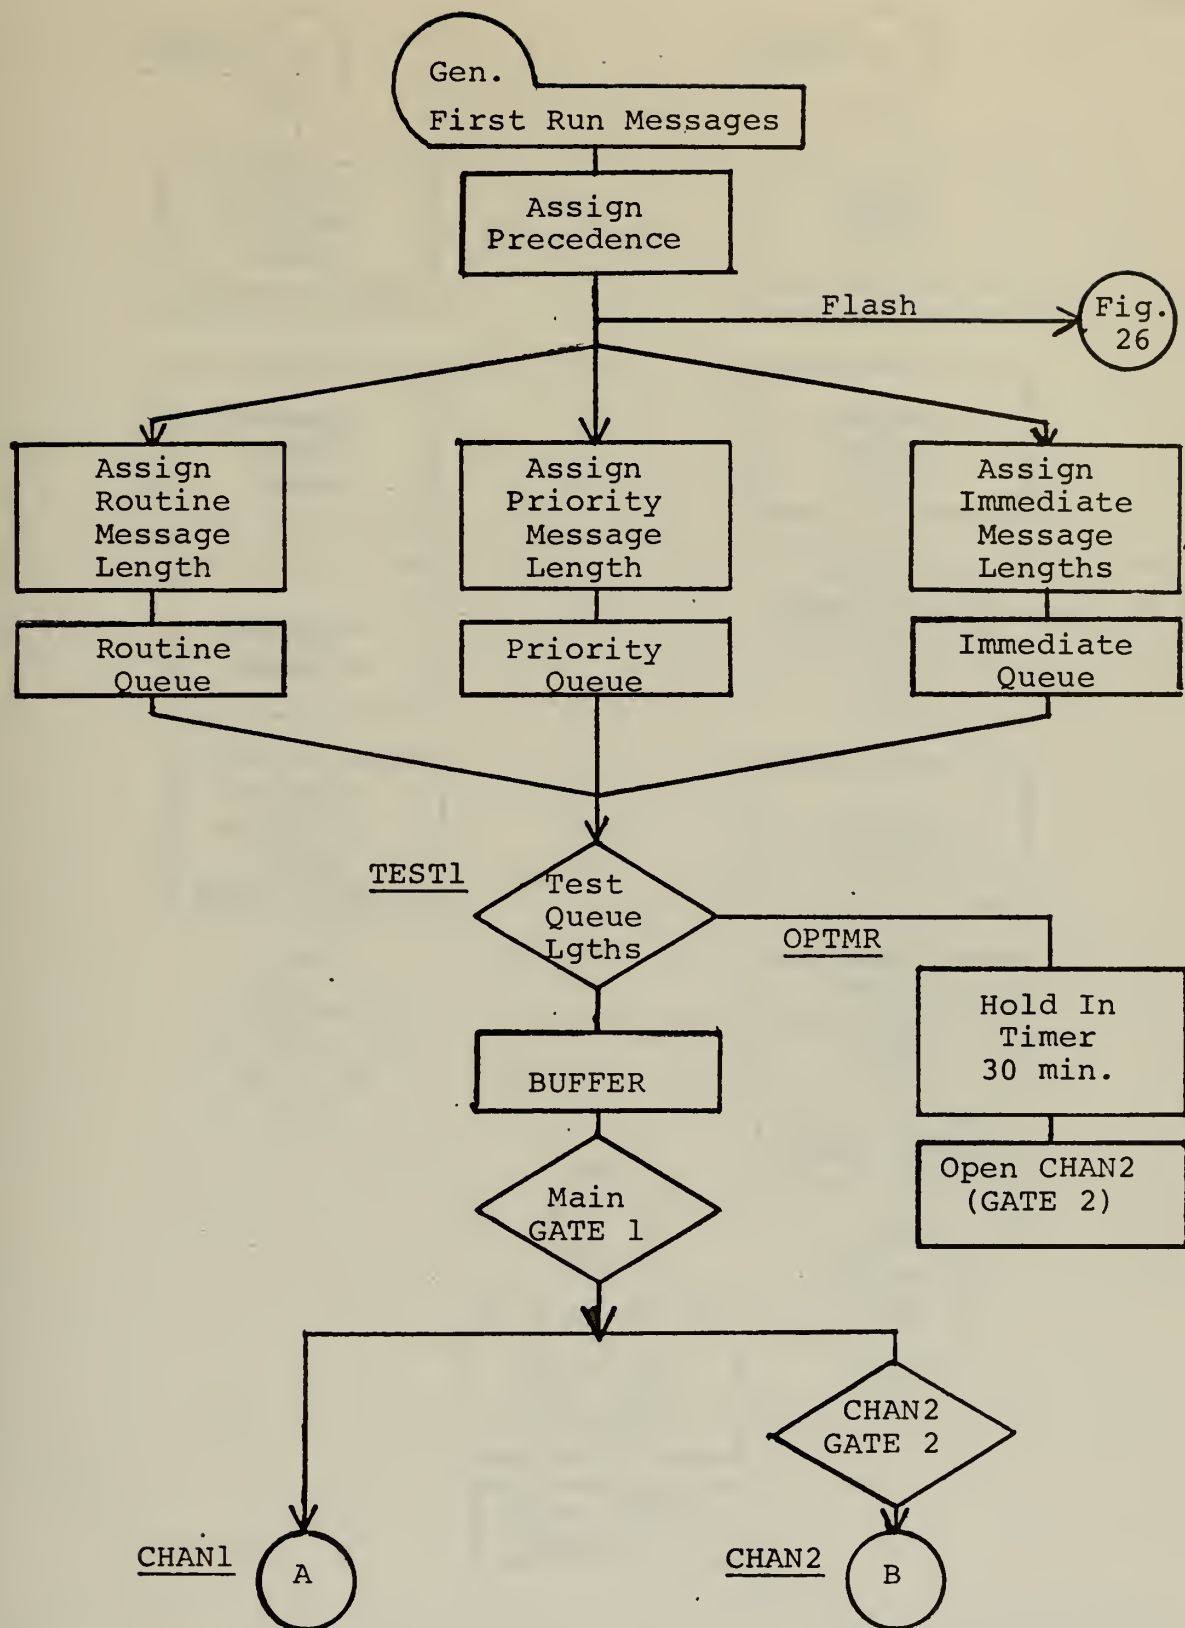 Gen.
First Run Messages
Assign
Precedence
Flash
Fig.
26
Assign
Routine
Message
Length
Assign
Priority
Message
Length
Assign
Immediate
Message
Lengths
Routine
Queue
Priority
Queue
Immediate
Queue
TEST1
Test
Queue
Lgths
OPTMR
Hold In
Timer
30 min.
BUFFER
Open CHAN2
(GATE 2)
Main
GATE 1
CHAN2
GATE 2
CHAN1
A
CHAN2
B